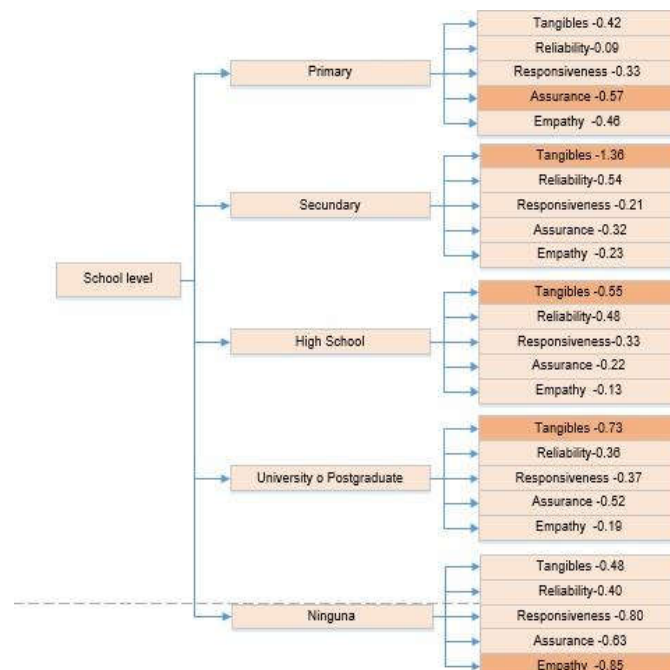 School level
Primary
Tangibles -0.42
Reliability-0.09
Responsiveness -0.33
Assurance -0.57
Empathy -0.46
Secundary
Tangibles -1.36
Reliability-0.54
Responsiveness -0.21
Assurance -0.32
Empathy -0.23
High School
Tangibles -0.55
Reliability-0.48
Responsiveness-0.33
Assurance -0.22
Empathy -0.13
University o Postgraduate
Tangibles -0.73
Reliability-0.36
Responsiveness -0.37
Assurance -0.52
Empathy -0.19
Ninguna
Tangibles -0.48
Reliability-0.40
Responsiveness -0.80
Assurance -0.63
Empathy -0.85